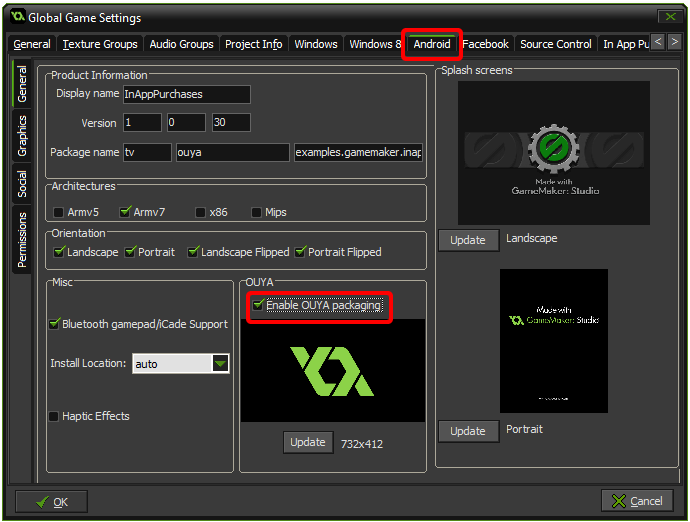 Global Game Settings
General Texture Groups Audio Groups Project Info Windows Windows 8 Android Facebook Source Control In App Pu < >
General
Graphics
Social
Permissions
Product Information
Display name InAppPurchases
Version 1 0 30
Package name tv ouya examples.gamemaker.inap
Architectures
Armv5 Armv7 x86 Mips
Orientation
Landscape Portrait Landscape Flipped Portrait Flipped
Misc
Bluetooth gamepad/iCade Support
Install Location: auto
Haptic Effects
OUYA
Enable OUYA packaging
Update 732x412
Splash screens
Made with
GameMaker: Studio
Update Landscape
Made with
GameMaker: Studio
Update Portrait
OK Cancel